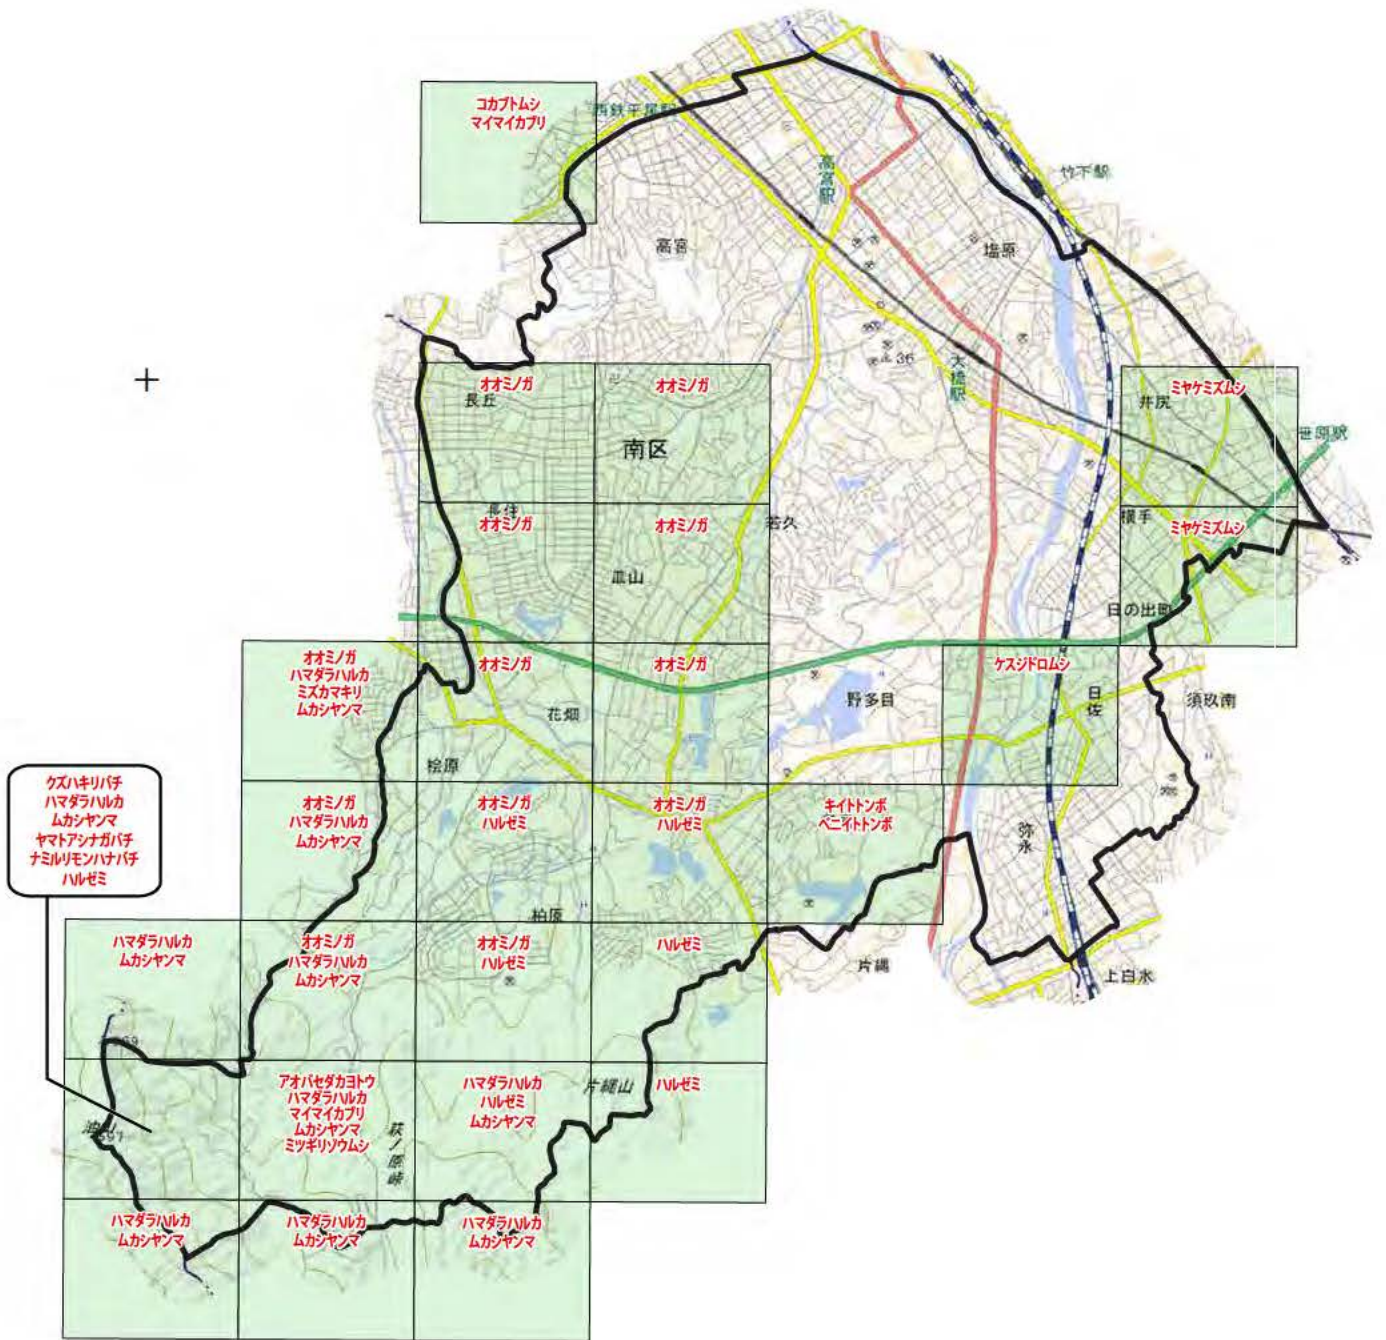 コカブトムシ
マイマイカブリ
西鉄平尾駅
高宮駅
竹下駅
高宮
塩原
大橋駅
36
オオミノガ
長丘
オオミノガ
南区
ミヤケミズムシ
井尻
笹原駅
長住
オオミノガ
オオミノガ
若久
皿山
横手
ミヤケミズムシ
日の出町
オオミノガ
ハマダラハルカ
ミズカマキリ
ムカシヤンマ
オオミノガ
オオミノガ
ケスジドロムシ
花畑
野多目
日佐
須玖南
桧原
クズハキリバチ
ハマダラハルカ
ムカシヤンマ
ヤマトアシナガバチ
ナミルリモンハナバチ
ハルゼミ
オオミノガ
ハマダラハルカ
ムカシヤンマ
オオミノガ
ハルゼミ
オオミノガ
ハルゼミ
キイトトンボ
ベニイトトンボ
弥永
柏原
ハマダラハルカ
ムカシヤンマ
オオミノガ
ハマダラハルカ
ムカシヤンマ
オオミノガ
ハルゼミ
ハルゼミ
片縄
上白水
アオバセダカヨトウ
ハマダラハルカ
マイマイカブリ
ムカシヤンマ
ミツギリゾウムシ
ハマダラハルカ
ハルゼミ
ムカシヤンマ
片縄山
ハルゼミ
597
荻ノ原峠
ハマダラハルカ
ムカシヤンマ
ハマダラハルカ
ムカシヤンマ
ハマダラハルカ
ムカシヤンマ